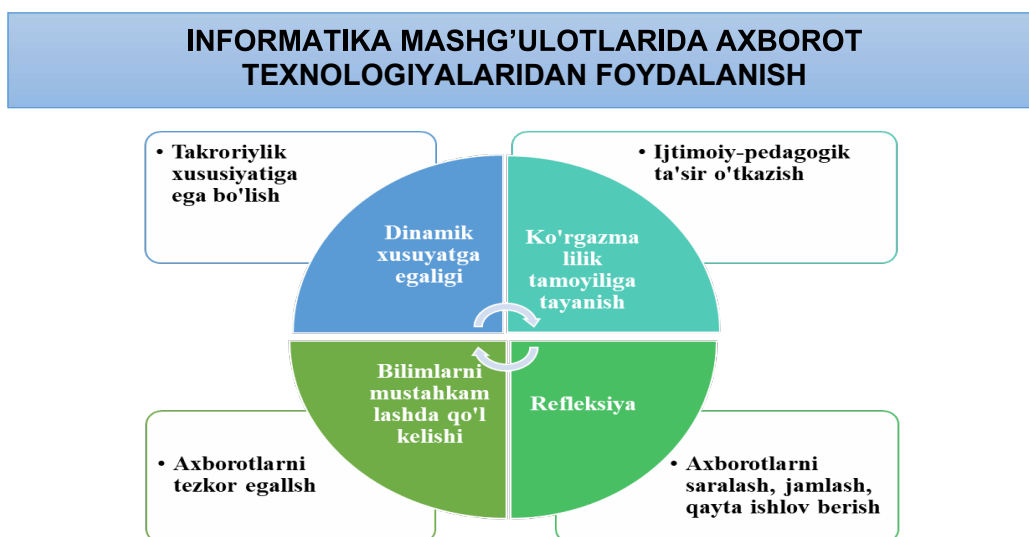 INFORMATIKA MASHG’ULOTLARIDA AXBOROT
TEXNOLOGIYALARIDAN FOYDALANISH
• Takroriylik
xususiyatiga
ega bo'lish
• Ijtimoiy-pedagogik
ta'sir o'tkazish
Dinamik
xusuyatga
egaligi
Ko'rgazma
lilik
tamoyiliga
tayanish
Bilimlarni
mustahkam
lashda qo'l
kelishi
Refleksiya
• Axborotlarni
tezkor egallsh
• Axborotlarni
saralash, jamlash,
qayta ishlov berish